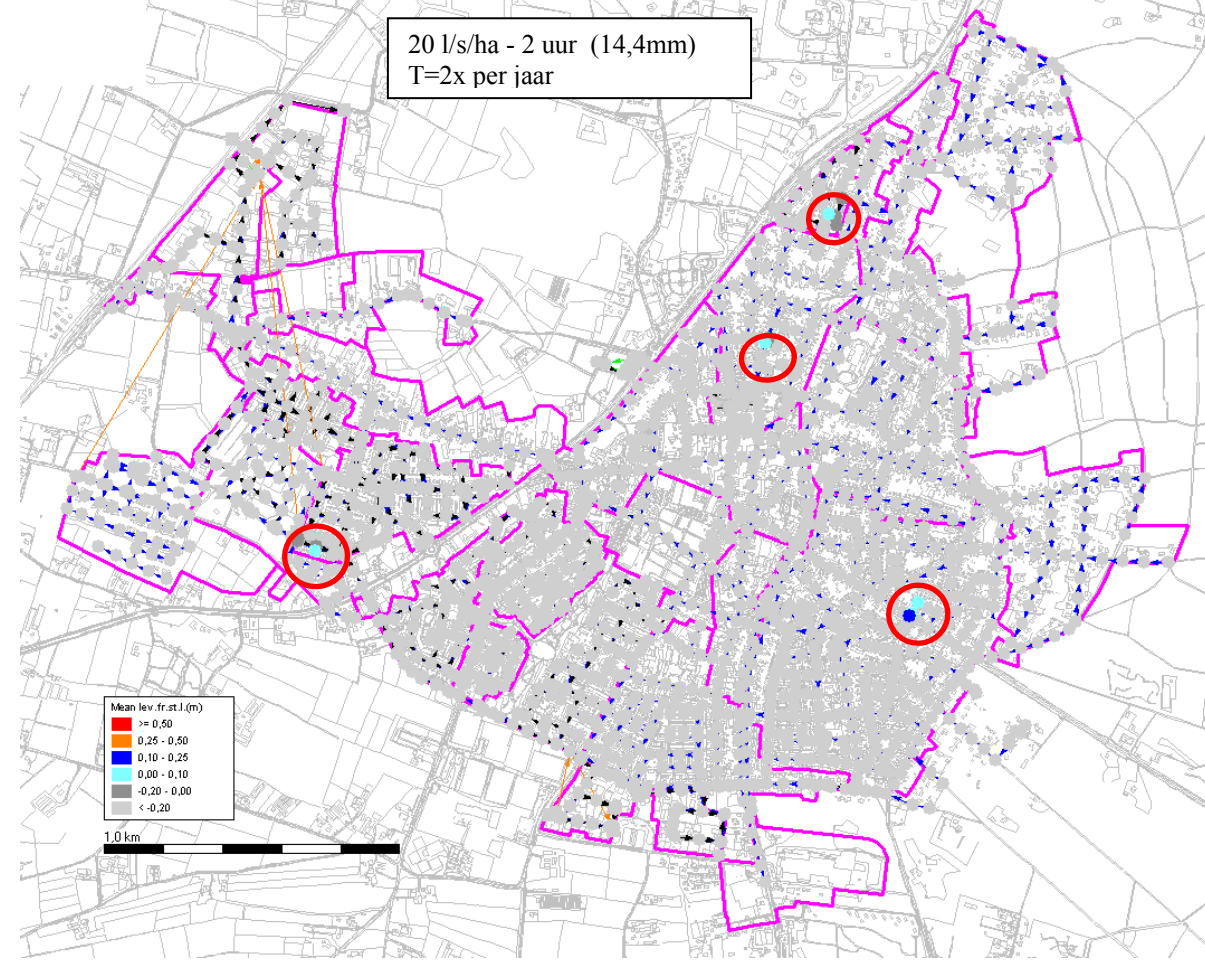 20 l/s/ha - 2 uur (14,4mm)
T=2x per jaar
Mean lev.fr.st.l.(m)
>= 0,50
0,25 - 0,50
0,10 - 0,25
0,00 - 0,10
-0,20 - 0,00
< -0,20
1,0 km